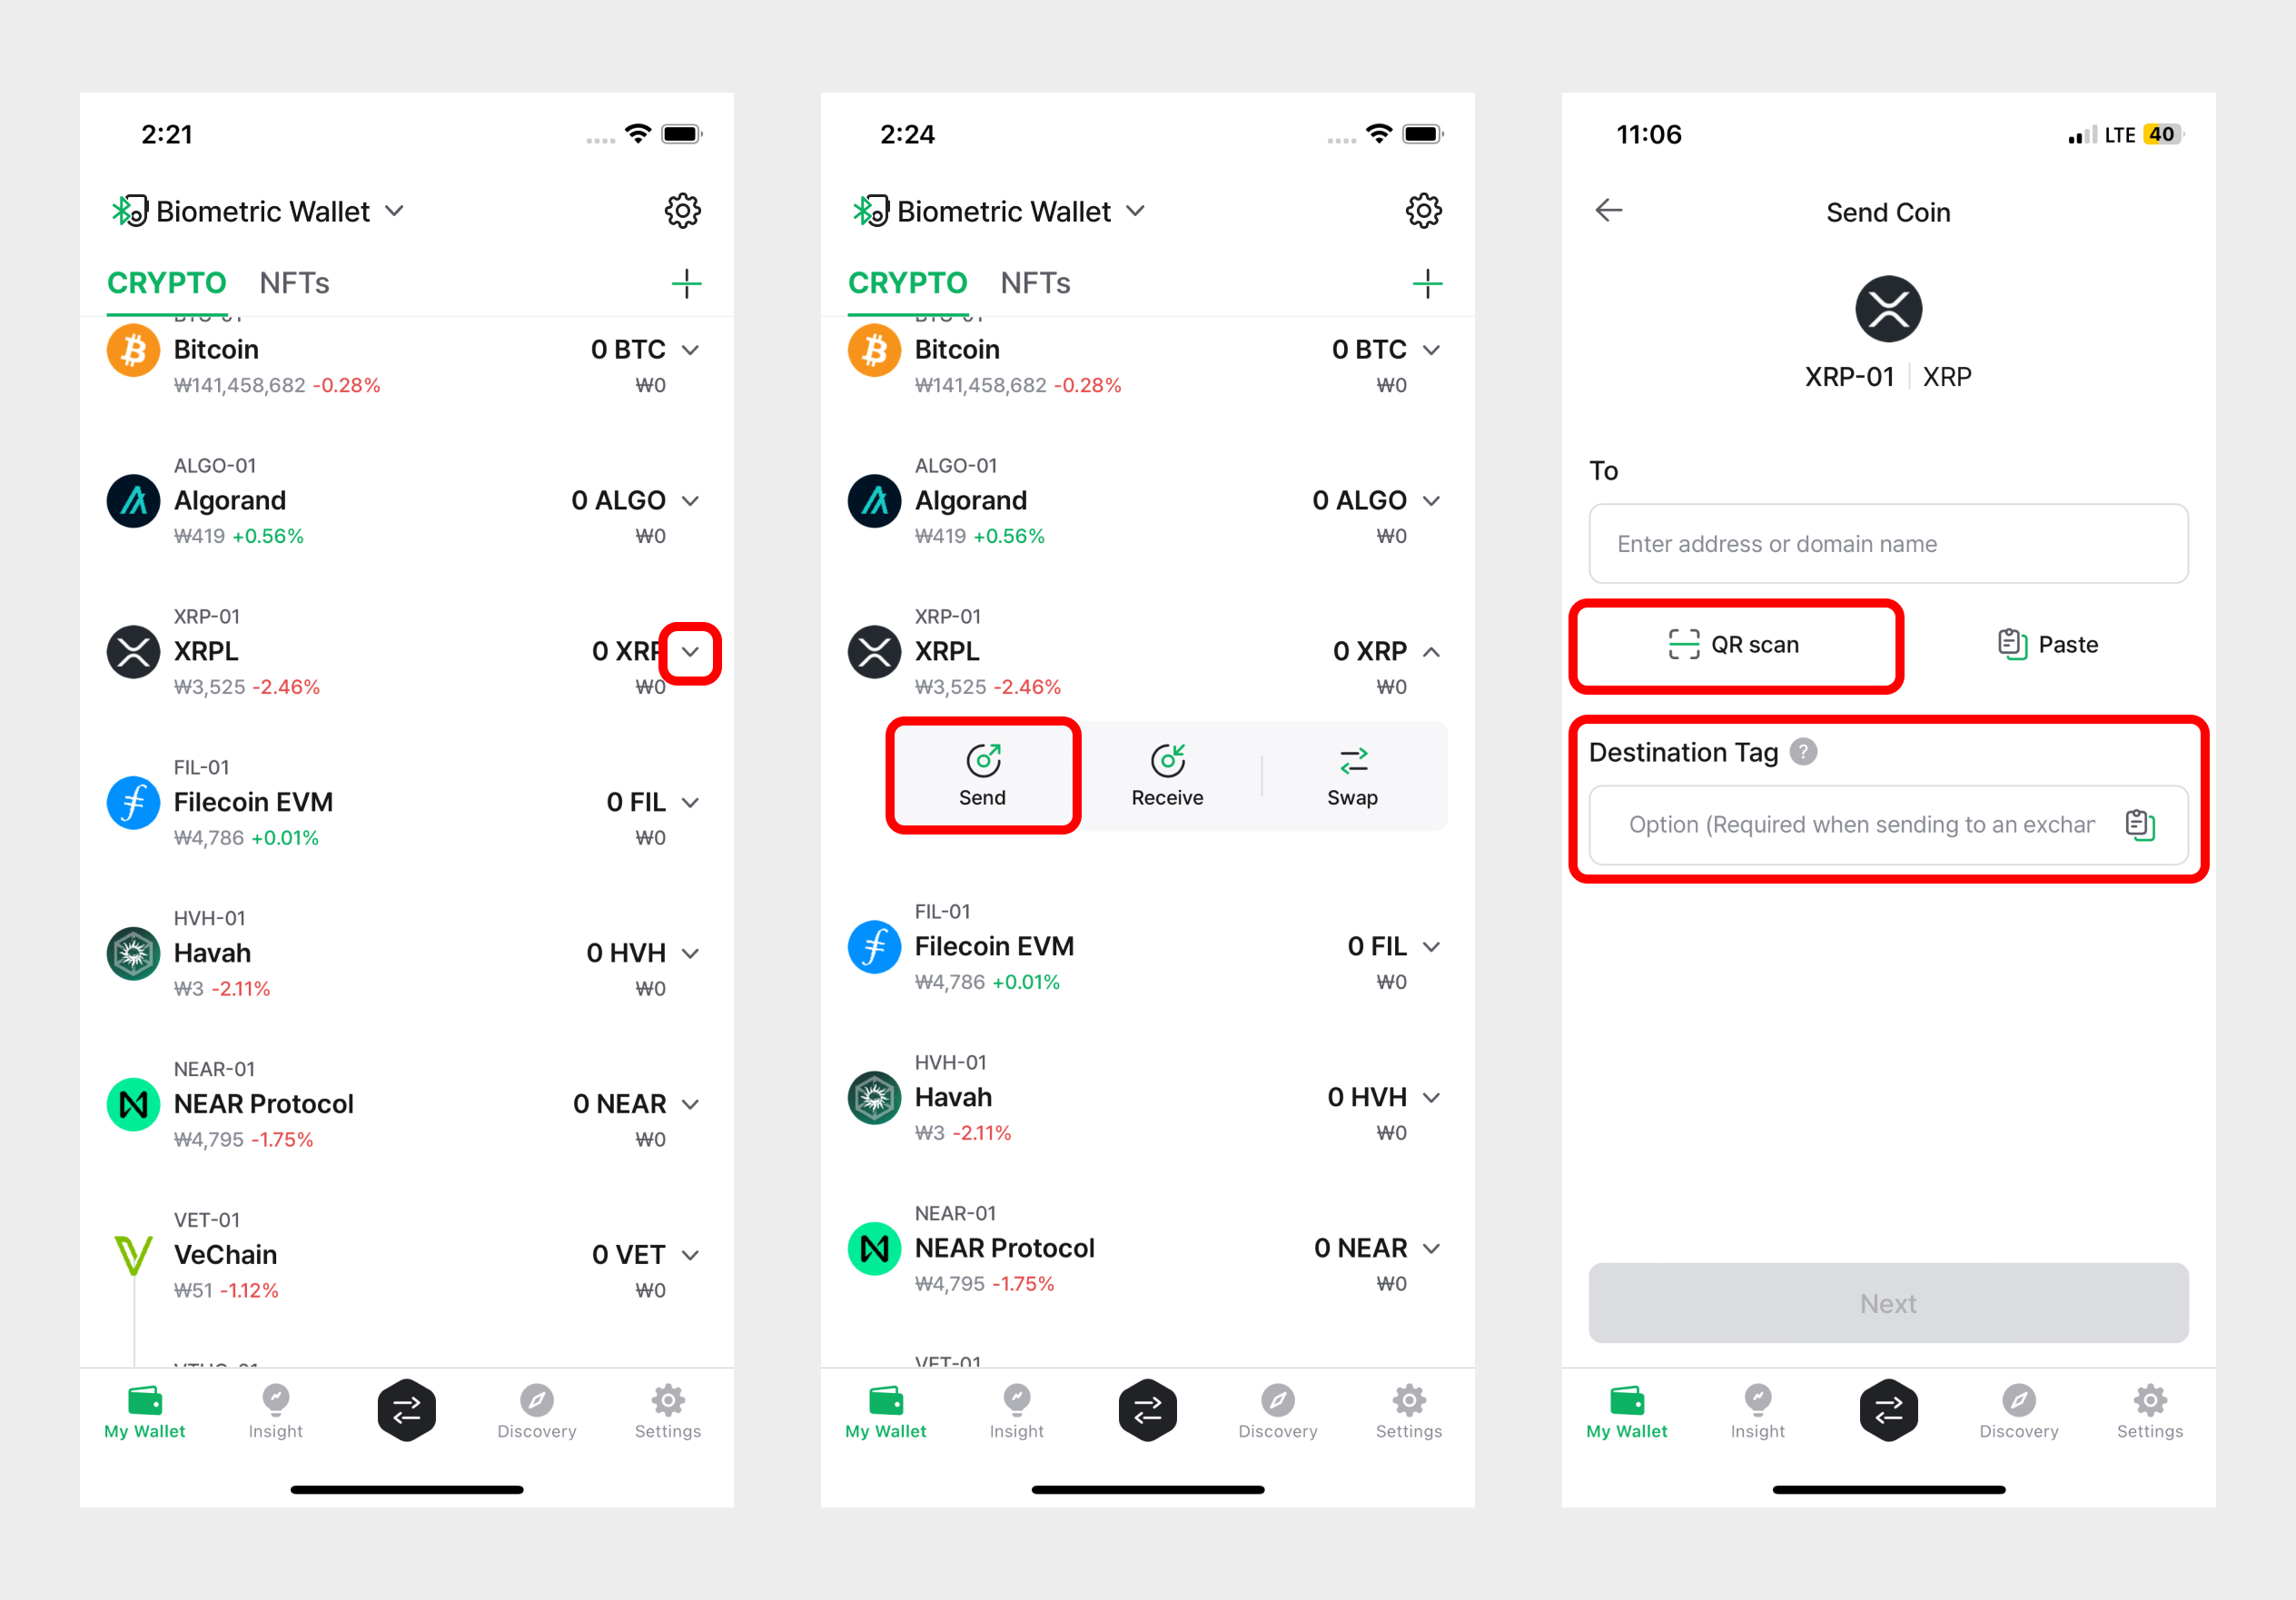 2:21
Biometric Wallet
CRYPTO NFTs
Bitcoin 0 BTC
₩141,458,682 -0.28% ₩0
ALGO-01
Algorand 0 ALGO
₩419 +0.56% ₩0
XRP-01
XRPL 0 XRP
₩3,525 -2.46% ₩0
FIL-01
Filecoin EVM 0 FIL
₩4,786 +0.01% ₩0
HVH-01
Havah 0 HVH
₩3 -2.11% ₩0
NEAR-01
NEAR Protocol 0 NEAR
₩4,795 -1.75% ₩0
VET-01
VeChain 0 VET
₩51 -1.12% ₩0
My Wallet Insight Discovery Settings
2:24
Biometric Wallet
CRYPTO NFTs
Bitcoin 0 BTC
₩141,458,682 -0.28% ₩0
ALGO-01
Algorand 0 ALGO
₩419 +0.56% ₩0
XRP-01
XRPL 0 XRP
₩3,525 -2.46% ₩0
Send Receive Swap
FIL-01
Filecoin EVM 0 FIL
₩4,786 +0.01% ₩0
HVH-01
Havah 0 HVH
₩3 -2.11% ₩0
NEAR-01
NEAR Protocol 0 NEAR
₩4,795 -1.75% ₩0
VET-01
My Wallet Insight Discovery Settings
11:06 LTE 40
Send Coin
XRP-01 XRP
To
Enter address or domain name
QR scan Paste
Destination Tag ?
Option (Required when sending to an exchan
Next
My Wallet Insight Discovery Settings